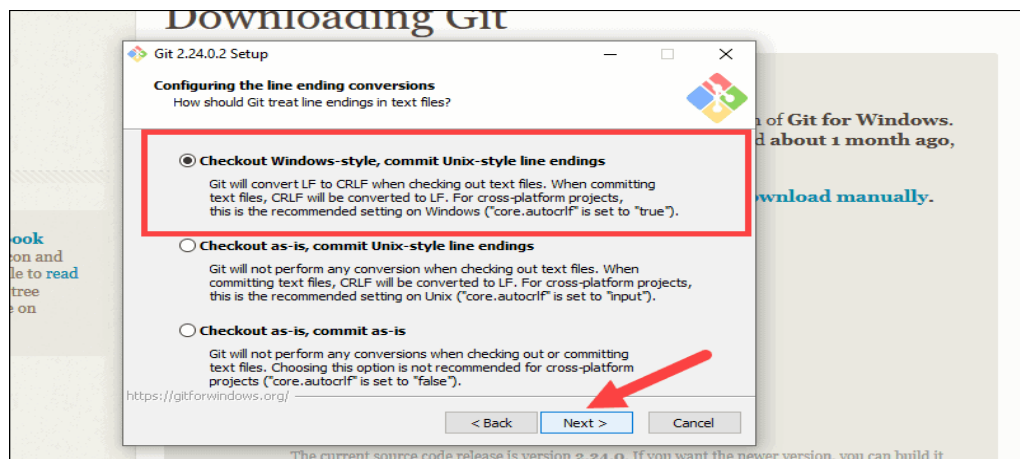 Downloading Git
Git 2.24.0.2 Setup
Configuring the line ending conversions
How should Git treat line endings in text files?
of Git for Windows.
about 1 month ago,
Checkout Windows-style, commit Unix-style line endings
Git will convert LF to CRLF when checking out text files. When committing
text files, CRLF will be converted to LF. For cross-platform projects,
this is the recommended setting on Windows ("core.autocrlf" is set to "true").
download manually.
Checkout as-is, commit Unix-style line endings
Git will not perform any conversion when checking out text files. When
committing text files, CRLF will be converted to LF. For cross-platform projects,
this is the recommended setting on Unix ("core.autocrlf" is set to "input").
ook
con and
le to read
tree
on
Checkout as-is, commit as-is
Git will not perform any conversions when checking out or committing
text files. Choosing this option is not recommended for cross-platform
projects ("core.autocrlf" is set to "false").
https://gitforwindows.org/
< Back
Next >
Cancel
The current source code release is version 2.24.0. If you want the newer version, you can build it